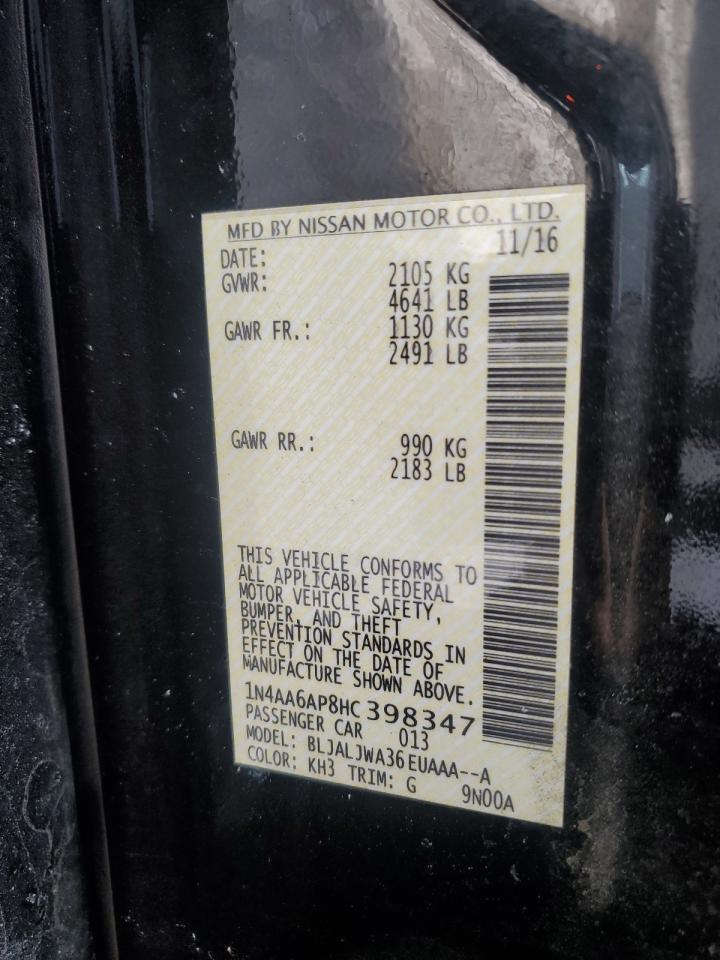 MFD BY NISSAN MOTOR CO., LTD.
DATE: 11/16
GVWR: 2105 KG
4641 LB
GAWR FR.: 1130 KG
2491 LB
GAWR RR.: 990 KG
2183 LB
THIS VEHICLE CONFORMS TO
ALL APPLICABLE FEDERAL
MOTOR VEHICLE SAFETY,
BUMPER, AND THEFT
PREVENTION STANDARDS IN
EFFECT ON THE DATE OF
MANUFACTURE SHOWN ABOVE.
1N4AA6AP8HC398347
PASSENGER CAR 013
MODEL: BLJALJWA36EUAAA--A
COLOR: KH3 TRIM: G 9N00A